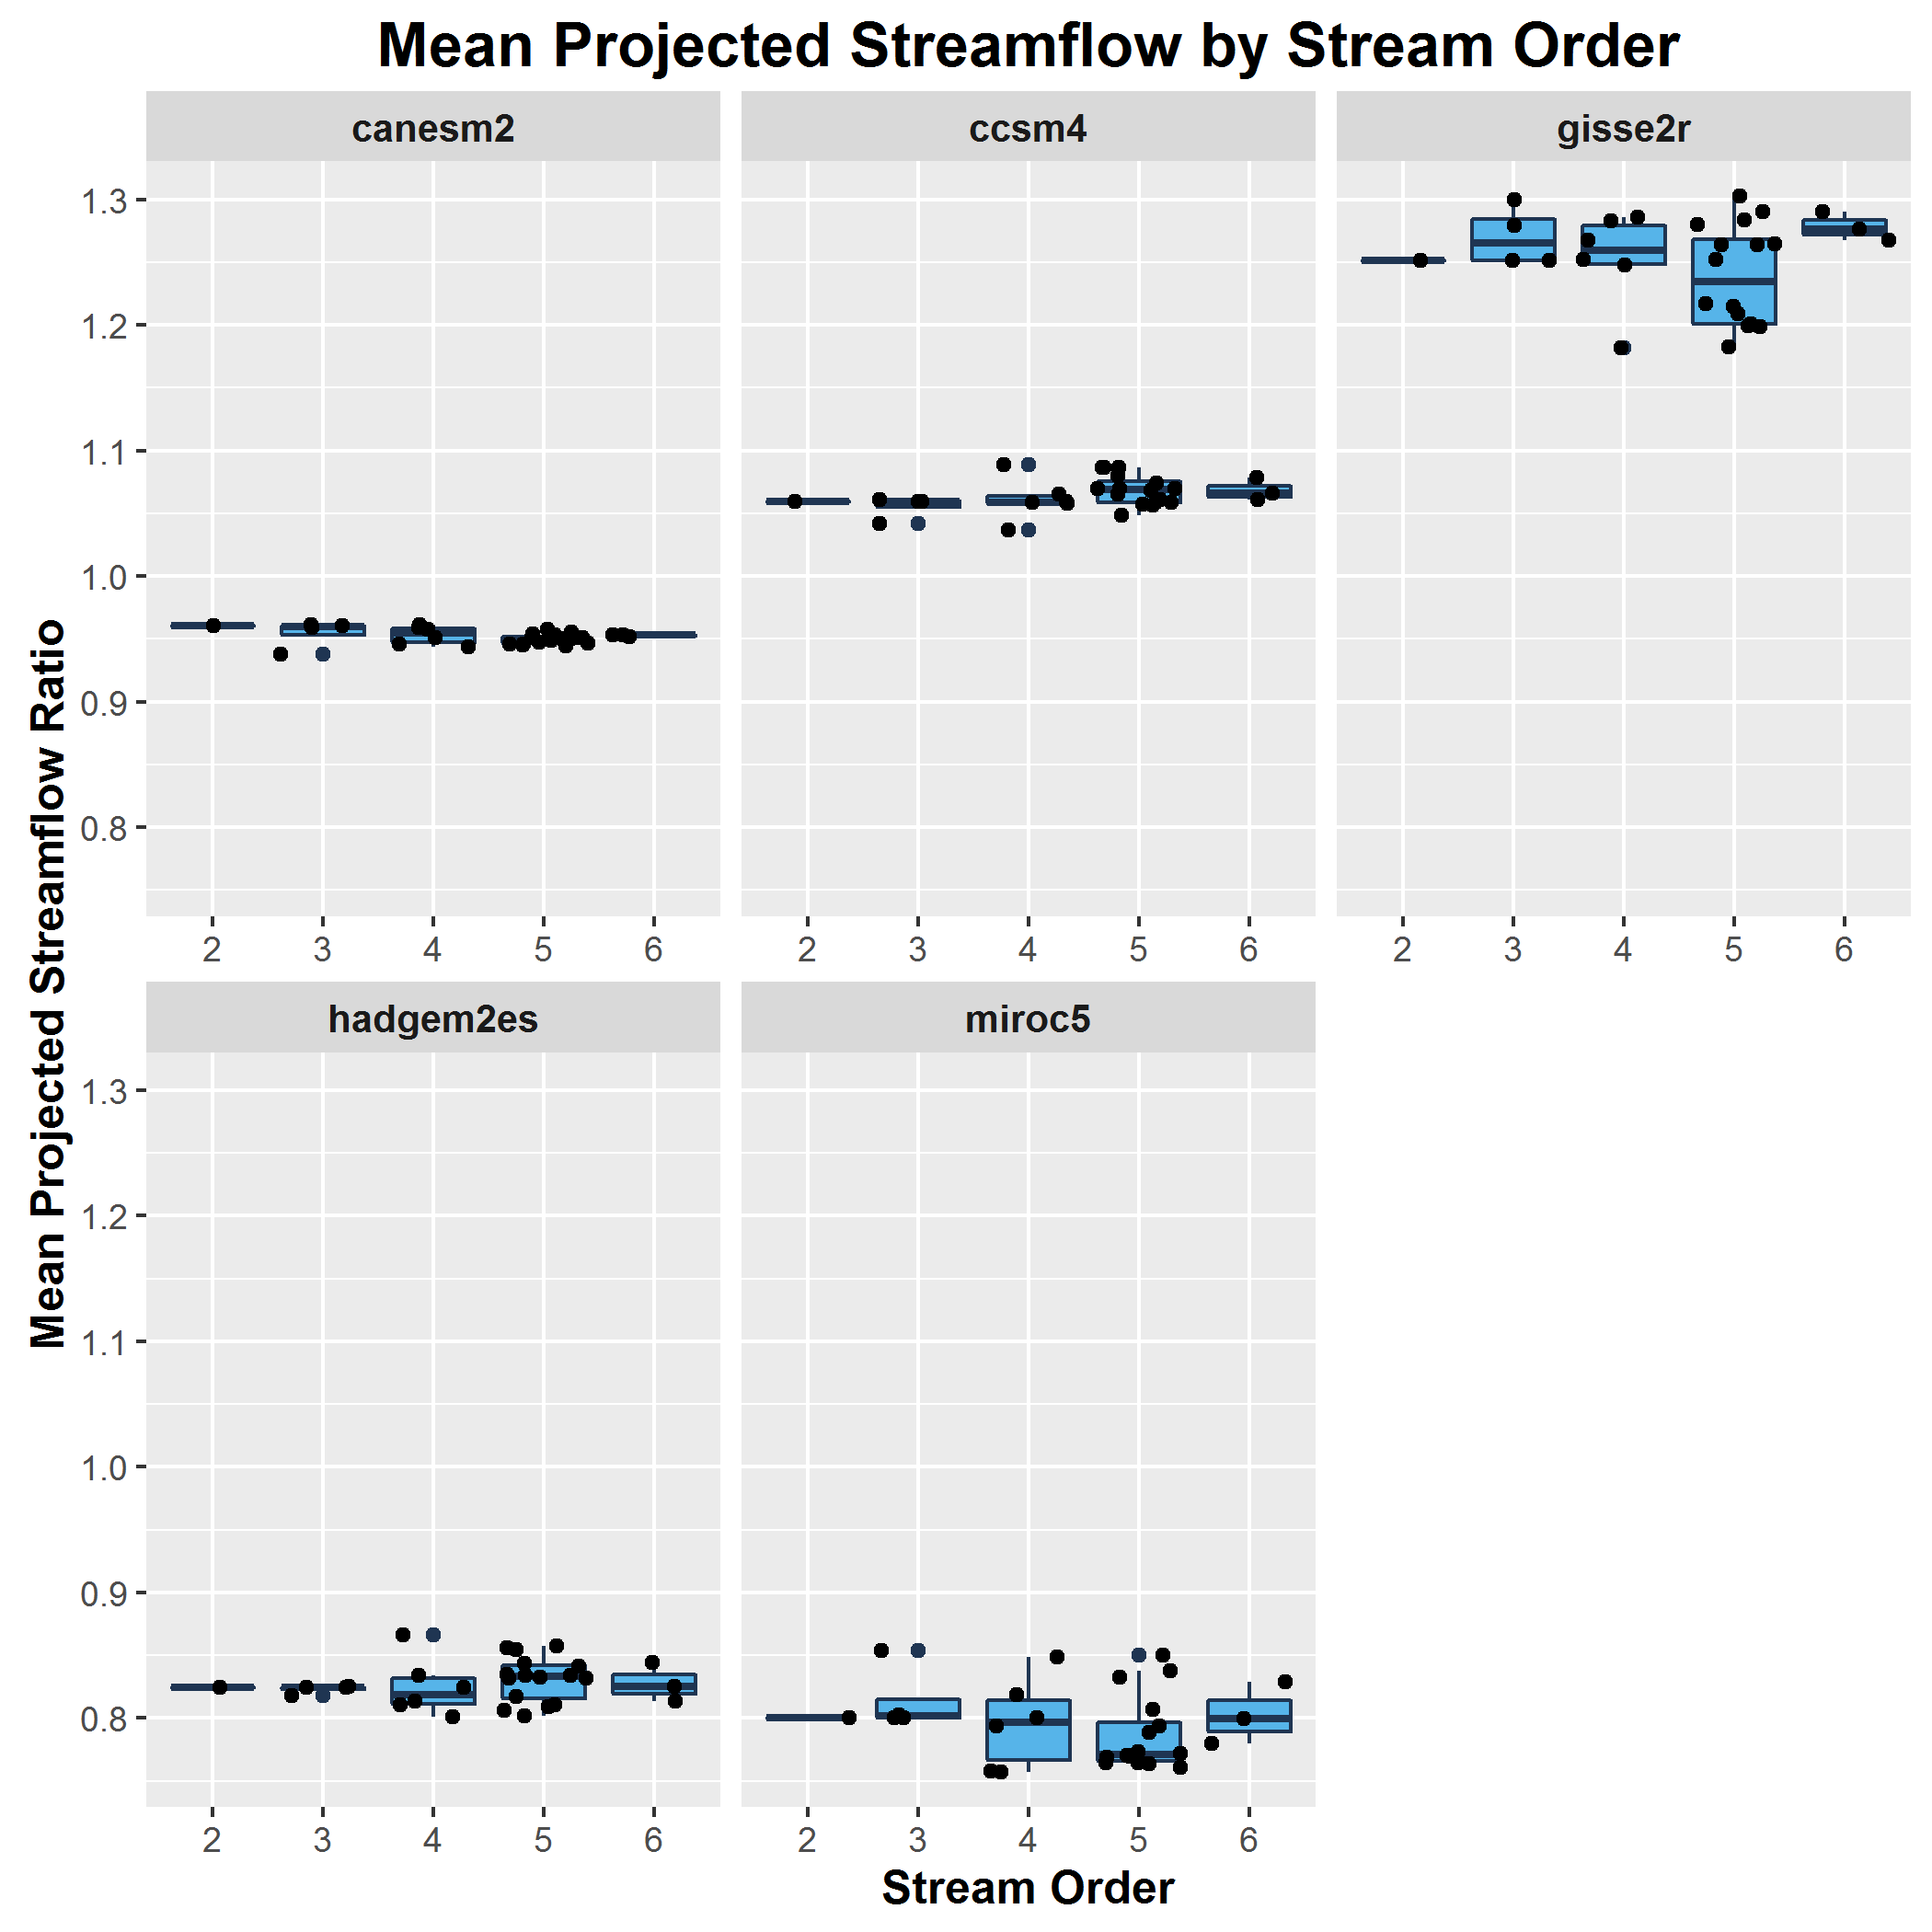 Mean Projected Streamflow by Stream Order
canesm2
ccsm4
gisse2r
1.3
1.2
1.1
1.0
0.9
0.8
2 3 4 5 6
2 3 4 5 6
2 3 4 5 6
Mean Projected Streamflow Ratio
hadgem2es
miroc5
1.3
1.2
1.1
1.0
0.9
0.8
2 3 4 5 6
2 3 4 5 6
Stream Order